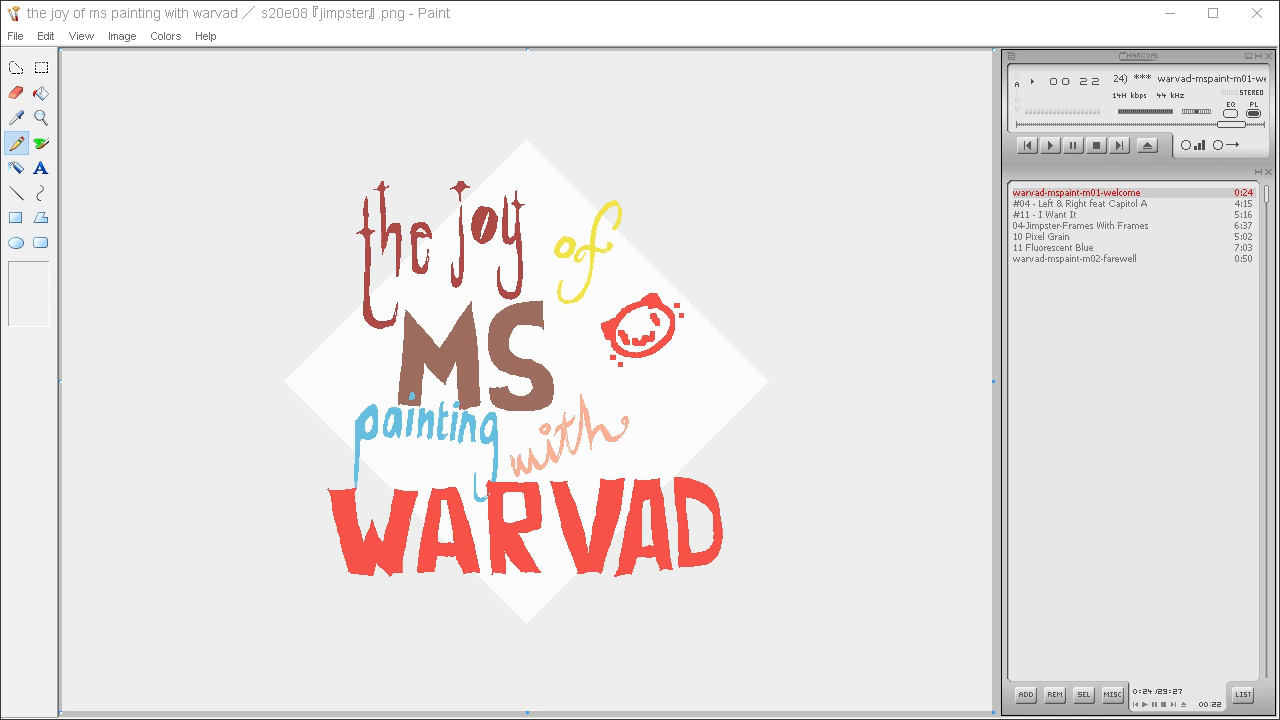 the joy of ms painting with warvad ／ s20e08『jimpster』.png - Paint
File Edit View Image Colors Help
the joy of
MS
painting with
WARVAD
CHARCOAL
00 22
24) *** warvad-mspaint-m01-we
14H kbps 44 kHz
MONO STEREO
EQ PL
warvad-mspaint-m01-welcome 0:24
#04 - Left & Right feat Capitol A 4:15
#11 - I Want It 5:16
04-Jimpster-Frames With Frames 6:37
10 Pixel Grain 5:02
11 Fluorescent Blue 7:03
warvad-mspaint-m02-farewell 0:50
ADD REM SEL MISC 0:24 /29:27 LIST
00:22